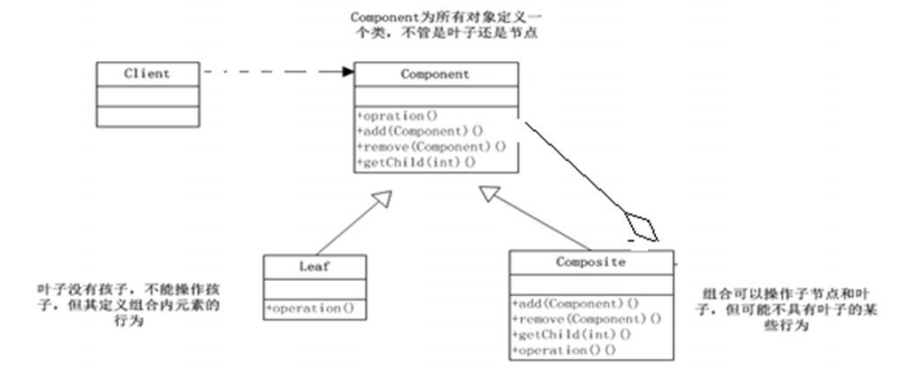 Component为所有对象定义一
个类，不管是叶子还是节点
Client
Component
+opration()
+add(Component)()
+remove(Component)()
+getChild(int)()
Leaf
+operation()
Composite
+add(Component)()
+remove(Component)()
+getChild(int)()
+operation()()
叶子没有孩子，不能操作孩
子，但其定义组合内元素的
行为
组合可以操作子节点和叶
子，但可能不具有叶子的某
些行为